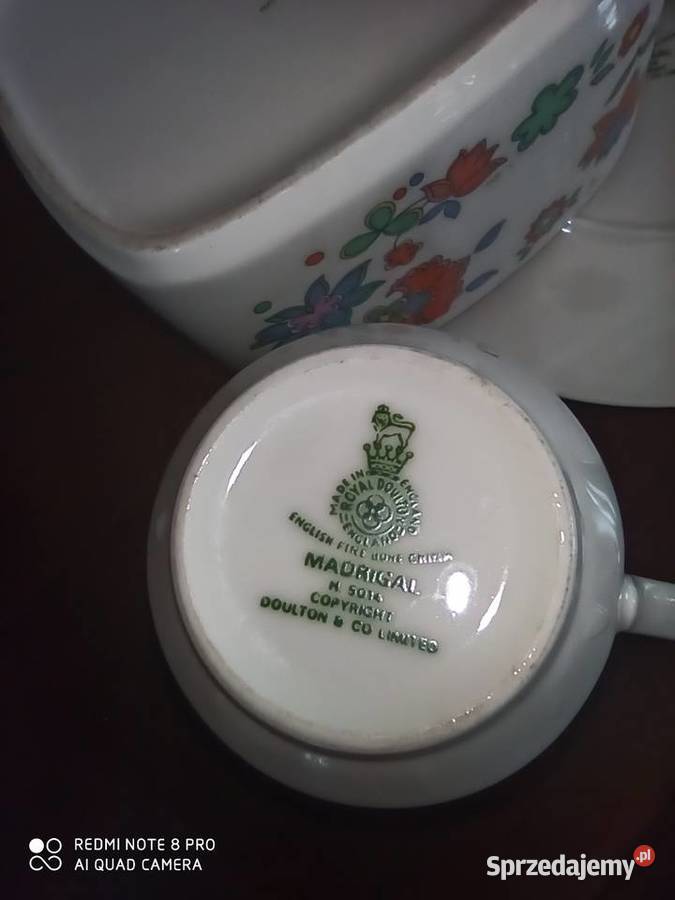 MADE IN ENGLAND
ROYAL DOULTON
ENGLAND
ENGLISH FINE BONE CHINA
MADRIGAL
H 5016
COPYRIGHT
DOULTON & CO LIMITED
REDMI NOTE 8 PRO
AI QUAD CAMERA
Sprzedajemy.pl